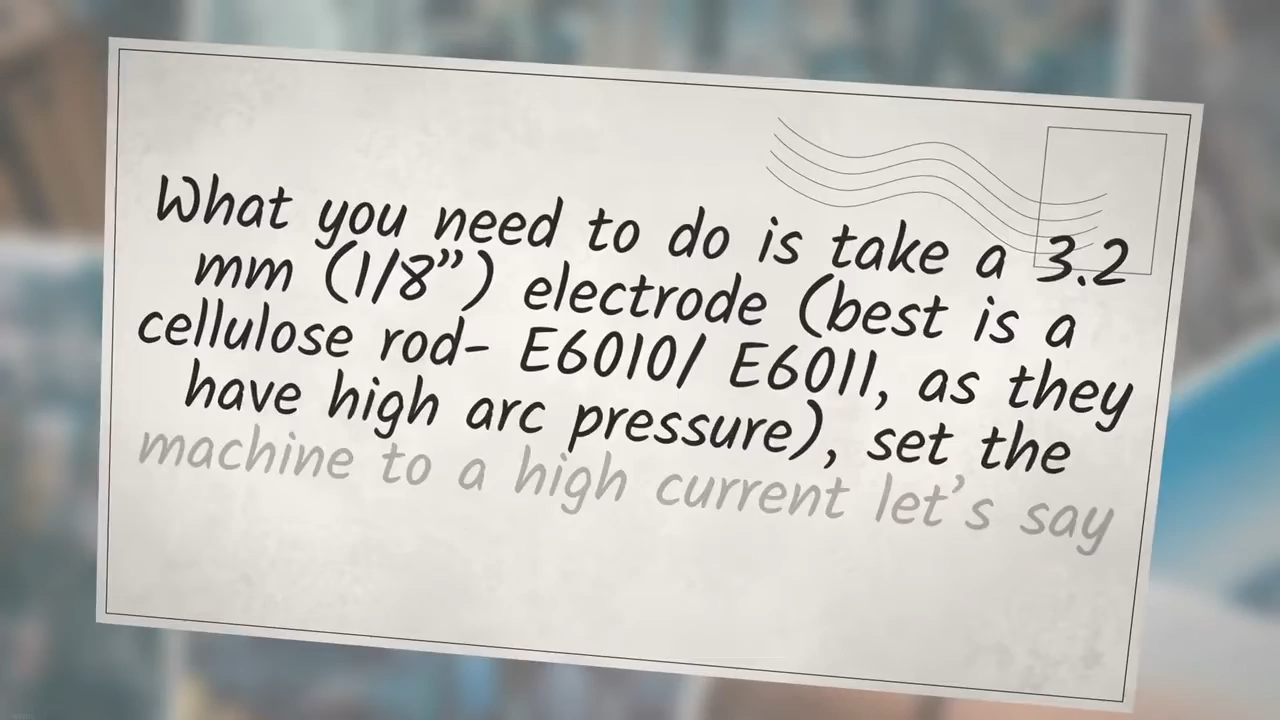 What you need to do is take a 3.2
mm (1/8”) electrode (best is a
cellulose rod- E6010/ E6011, as they
have high arc pressure), set the
machine to a high current let’s say